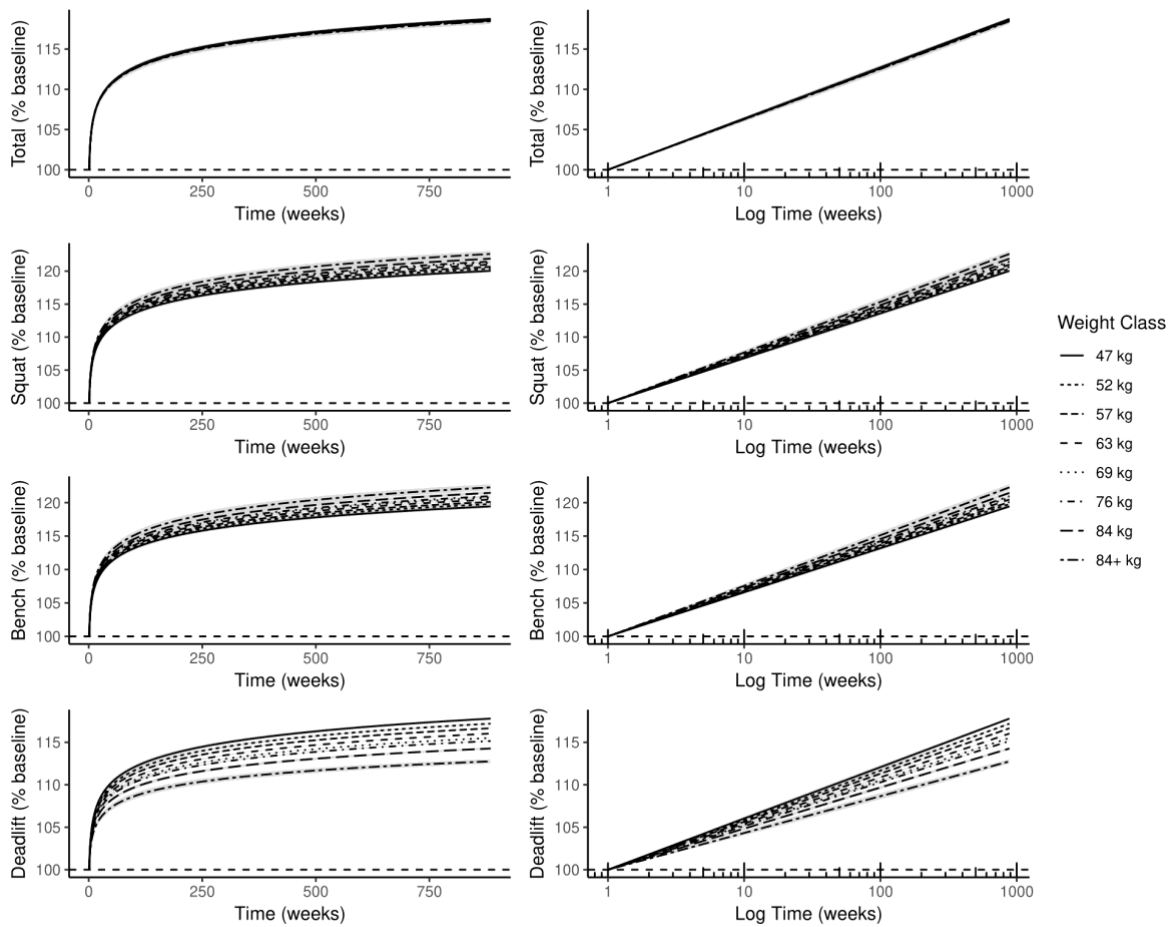 Total (% baseline)
115
110
105
100
0 250 500 750
Time (weeks)
Total (% baseline)
115
110
105
100
1 10 100 1000
Log Time (weeks)
Squat (% baseline)
120
115
110
105
100
0 250 500 750
Time (weeks)
Squat (% baseline)
120
115
110
105
100
1 10 100 1000
Log Time (weeks)
Bench (% baseline)
120
115
110
105
100
0 250 500 750
Time (weeks)
Bench (% baseline)
120
115
110
105
100
1 10 100 1000
Log Time (weeks)
Deadlift (% baseline)
115
110
105
100
0 250 500 750
Time (weeks)
Deadlift (% baseline)
115
110
105
100
1 10 100 1000
Log Time (weeks)
Weight Class
47 kg
52 kg
57 kg
63 kg
69 kg
76 kg
84 kg
84+ kg